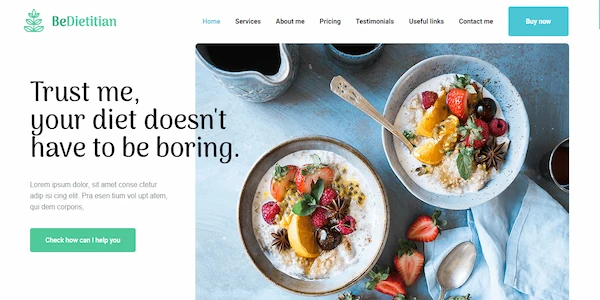 BeDietitian
Home Services About me Pricing Testimonials Useful links Contact me Buy now
Trust me,
your diet doesn't
have to be boring.
Lorem ipsum dolor, sit amet conse ctetur
adip isi cing elit. Pra esen tium vol upt atem,
qui dem corporis,
Check how can I help you